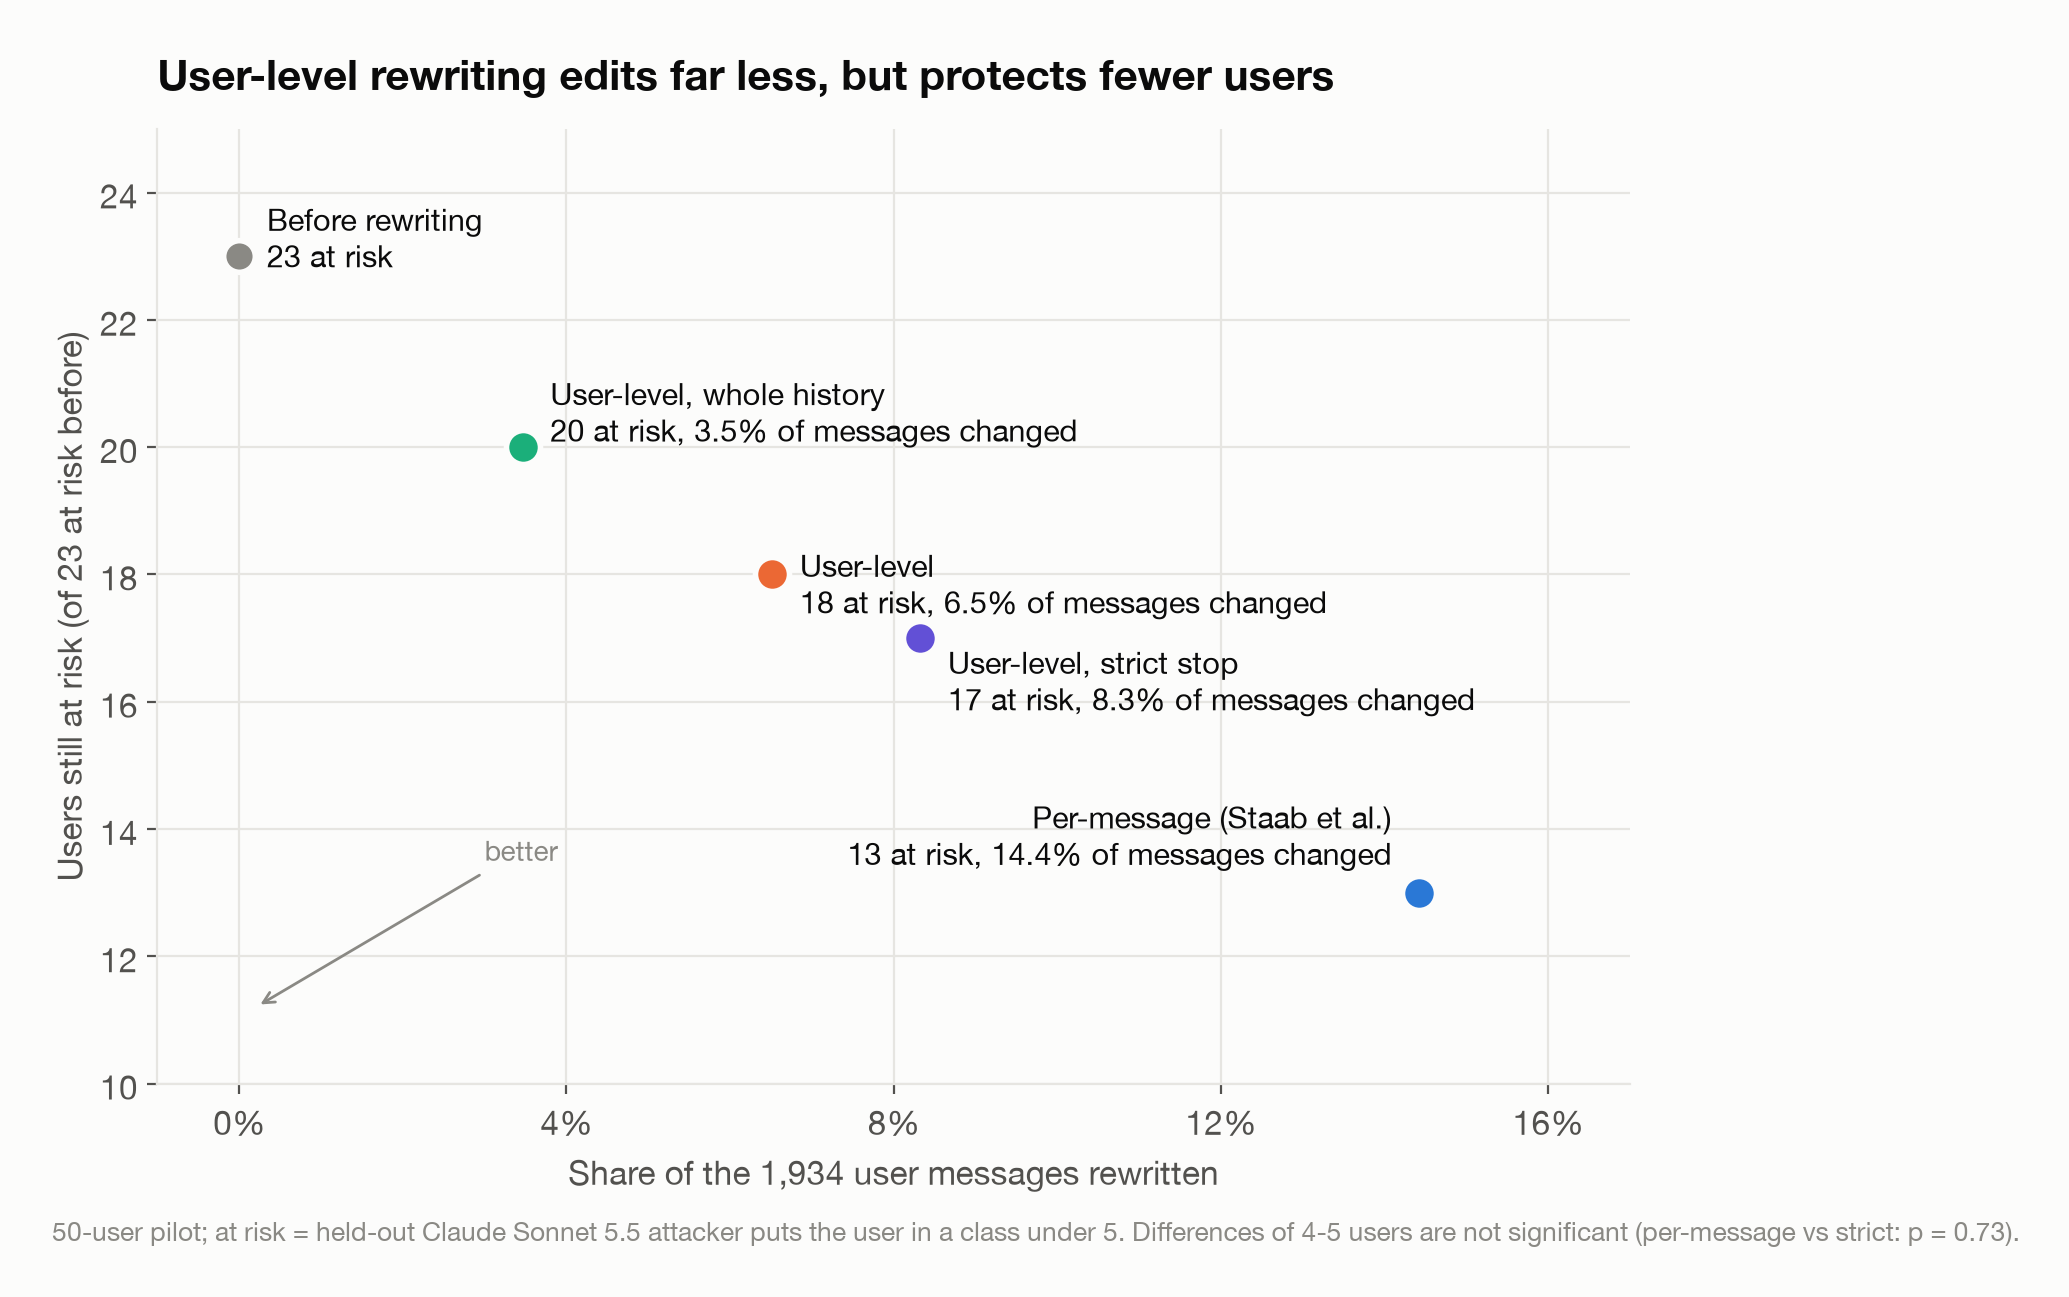 User-level rewriting edits far less, but protects fewer users
Users still at risk (of 23 at risk before)
24
22
20
18
16
14
12
10
Before rewriting
23 at risk
User-level, whole history
20 at risk, 3.5% of messages changed
User-level
18 at risk, 6.5% of messages changed
User-level, strict stop
17 at risk, 8.3% of messages changed
Per-message (Staab et al.)
13 at risk, 14.4% of messages changed
better
0%
4%
8%
12%
16%
Share of the 1,934 user messages rewritten
50-user pilot; at risk = held-out Claude Sonnet 5.5 attacker puts the user in a class under 5. Differences of 4-5 users are not significant (per-message vs strict: p = 0.73).